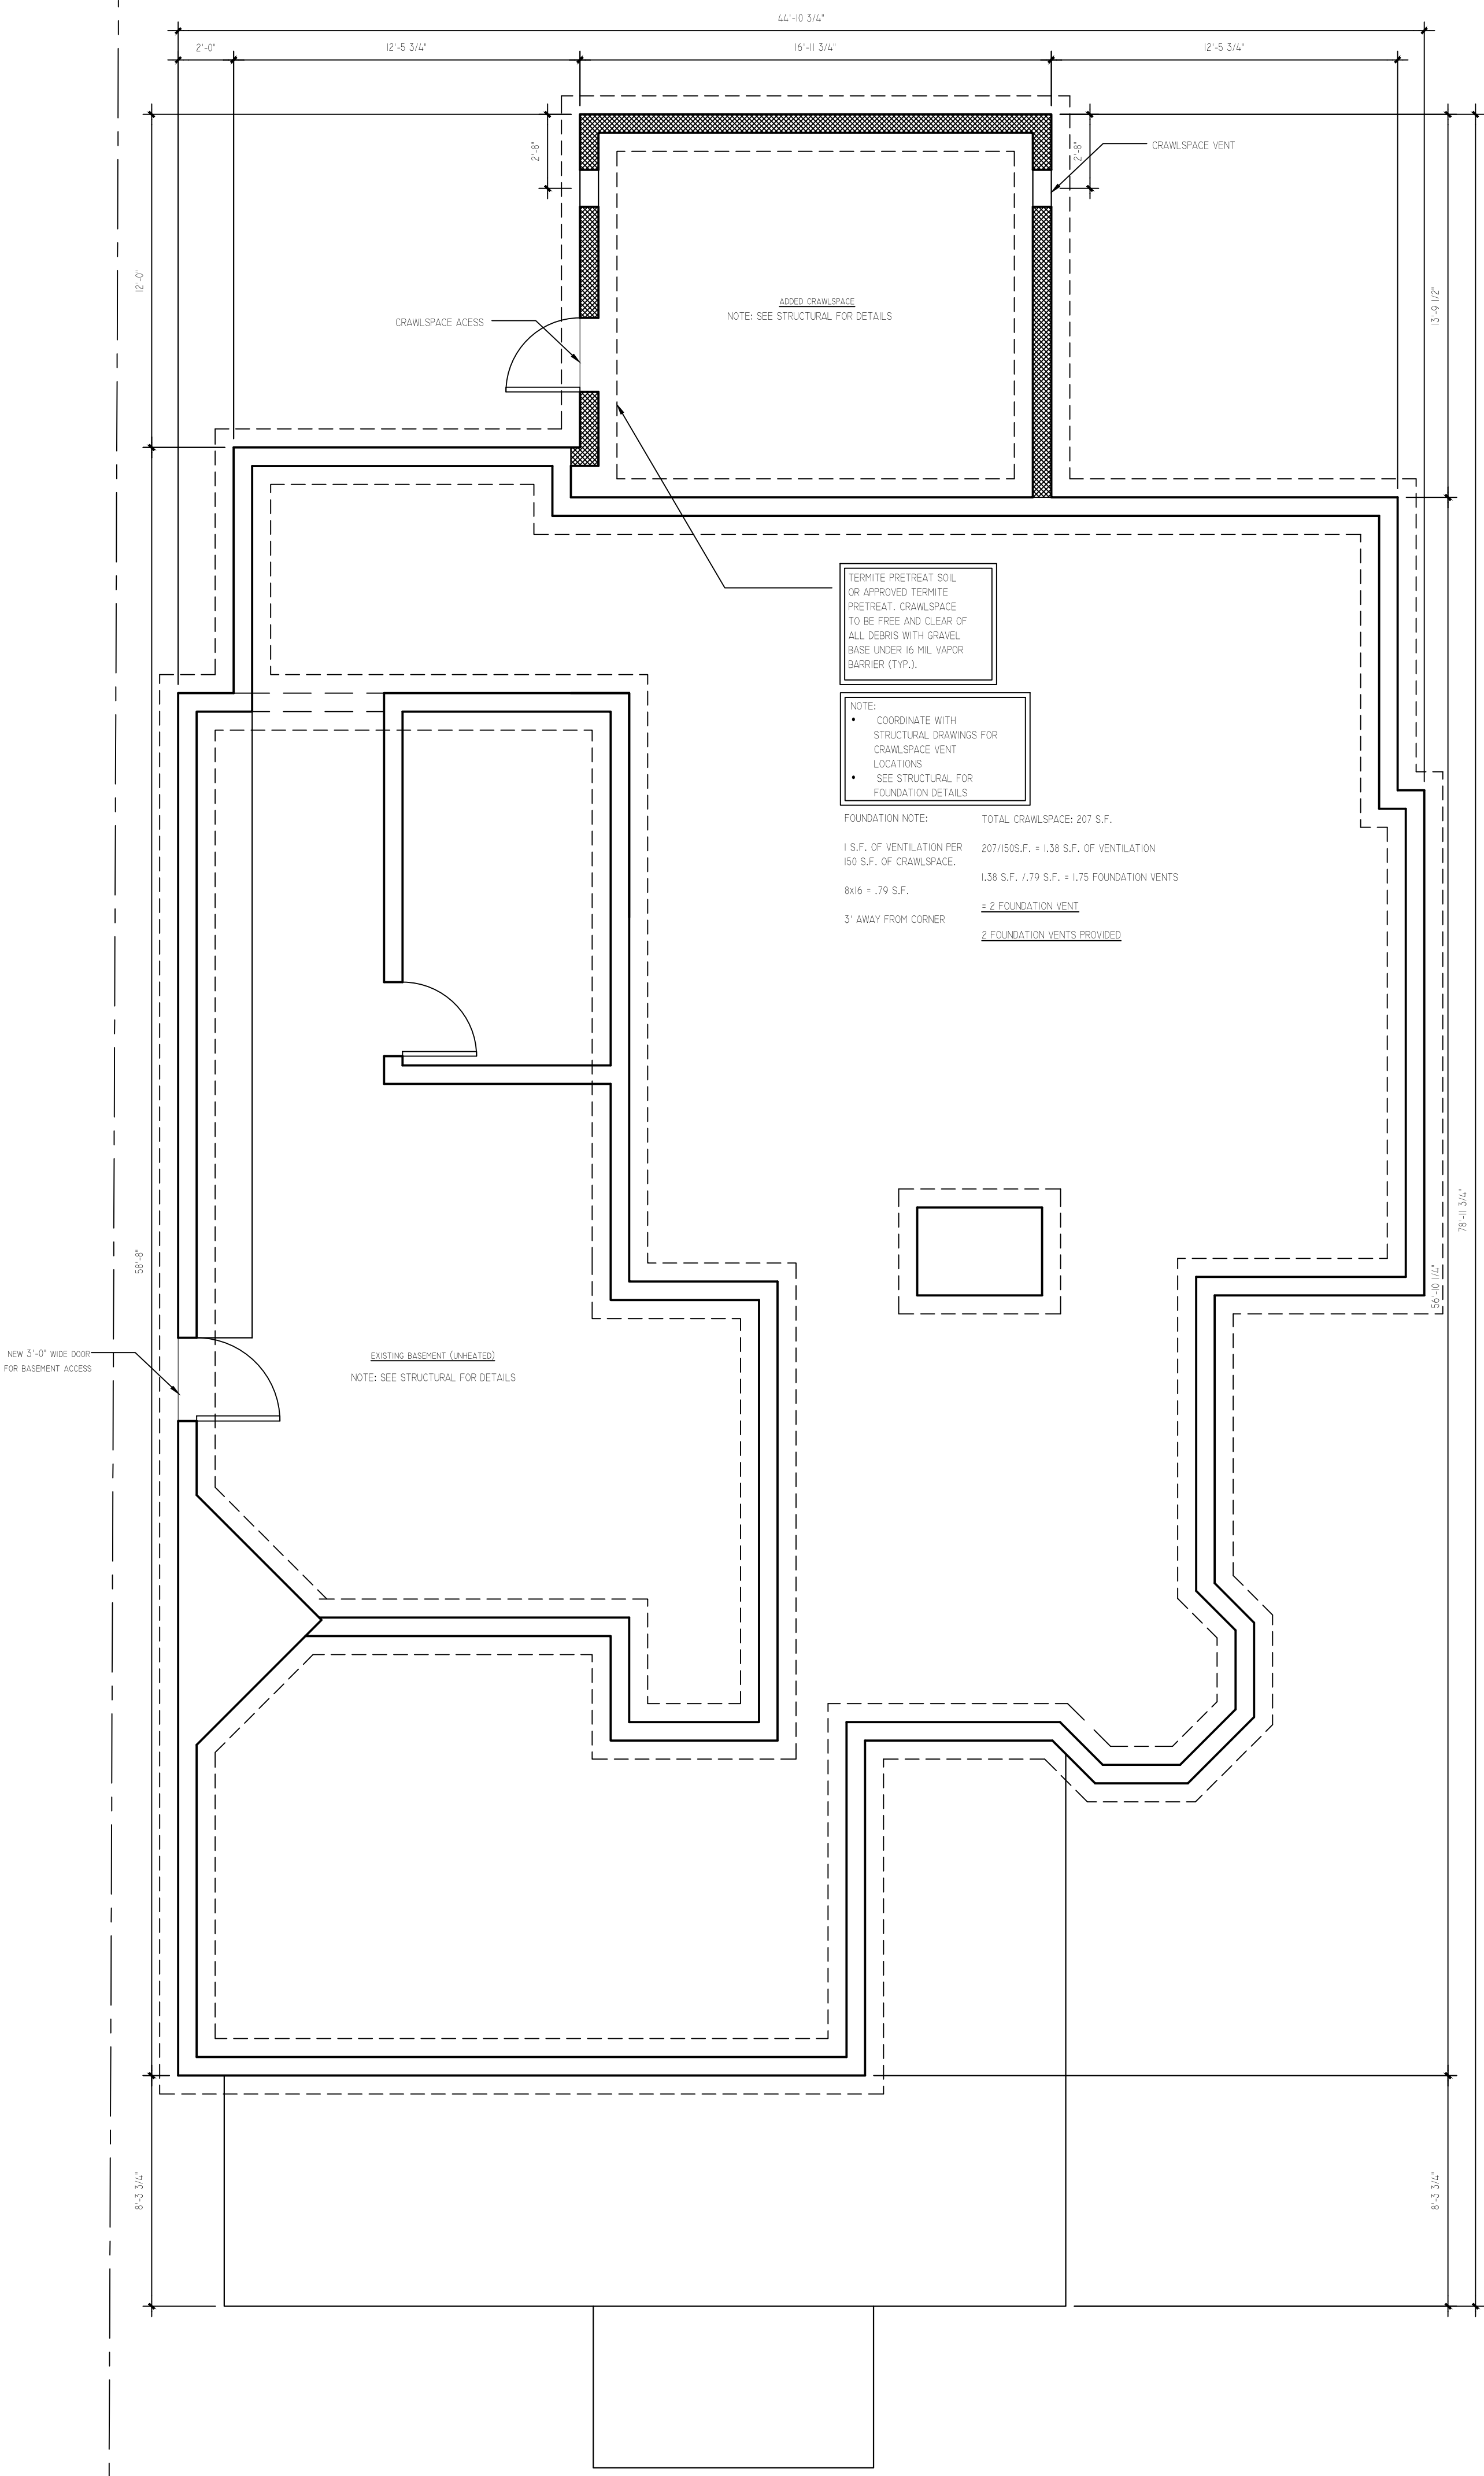 44'-10 3/4"
2'-0"
12'-5 3/4"
16'-11 3/4"
12'-5 3/4"
2'-8"
2'-8"
CRAWLSPACE VENT
12'-0"
13'-9 1/2"
ADDED CRAWLSPACE
NOTE: SEE STRUCTURAL FOR DETAILS
CRAWLSPACE ACESS
TERMITE PRETREAT SOIL
OR APPROVED TERMITE
PRETREAT. CRAWLSPACE
TO BE FREE AND CLEAR OF
ALL DEBRIS WITH GRAVEL
BASE UNDER 16 MIL VAPOR
BARRIER (TYP.).
NOTE:
• COORDINATE WITH
STRUCTURAL DRAWINGS FOR
CRAWLSPACE VENT
LOCATIONS
• SEE STRUCTURAL FOR
FOUNDATION DETAILS
FOUNDATION NOTE:
1 S.F. OF VENTILATION PER
150 S.F. OF CRAWLSPACE.
8x16 = .79 S.F.
3' AWAY FROM CORNER
TOTAL CRAWLSPACE: 207 S.F.
207/150S.F. = 1.38 S.F. OF VENTILATION
1.38 S.F. /.79 S.F. = 1.75 FOUNDATION VENTS
= 2 FOUNDATION VENT
2 FOUNDATION VENTS PROVIDED
78'-11 3/4"
58'-8"
56'-10 1/4"
NEW 3'-0" WIDE DOOR
FOR BASEMENT ACCESS
EXISTING BASEMENT (UNHEATED)
NOTE: SEE STRUCTURAL FOR DETAILS
8'-3 3/4"
8'-3 3/4"